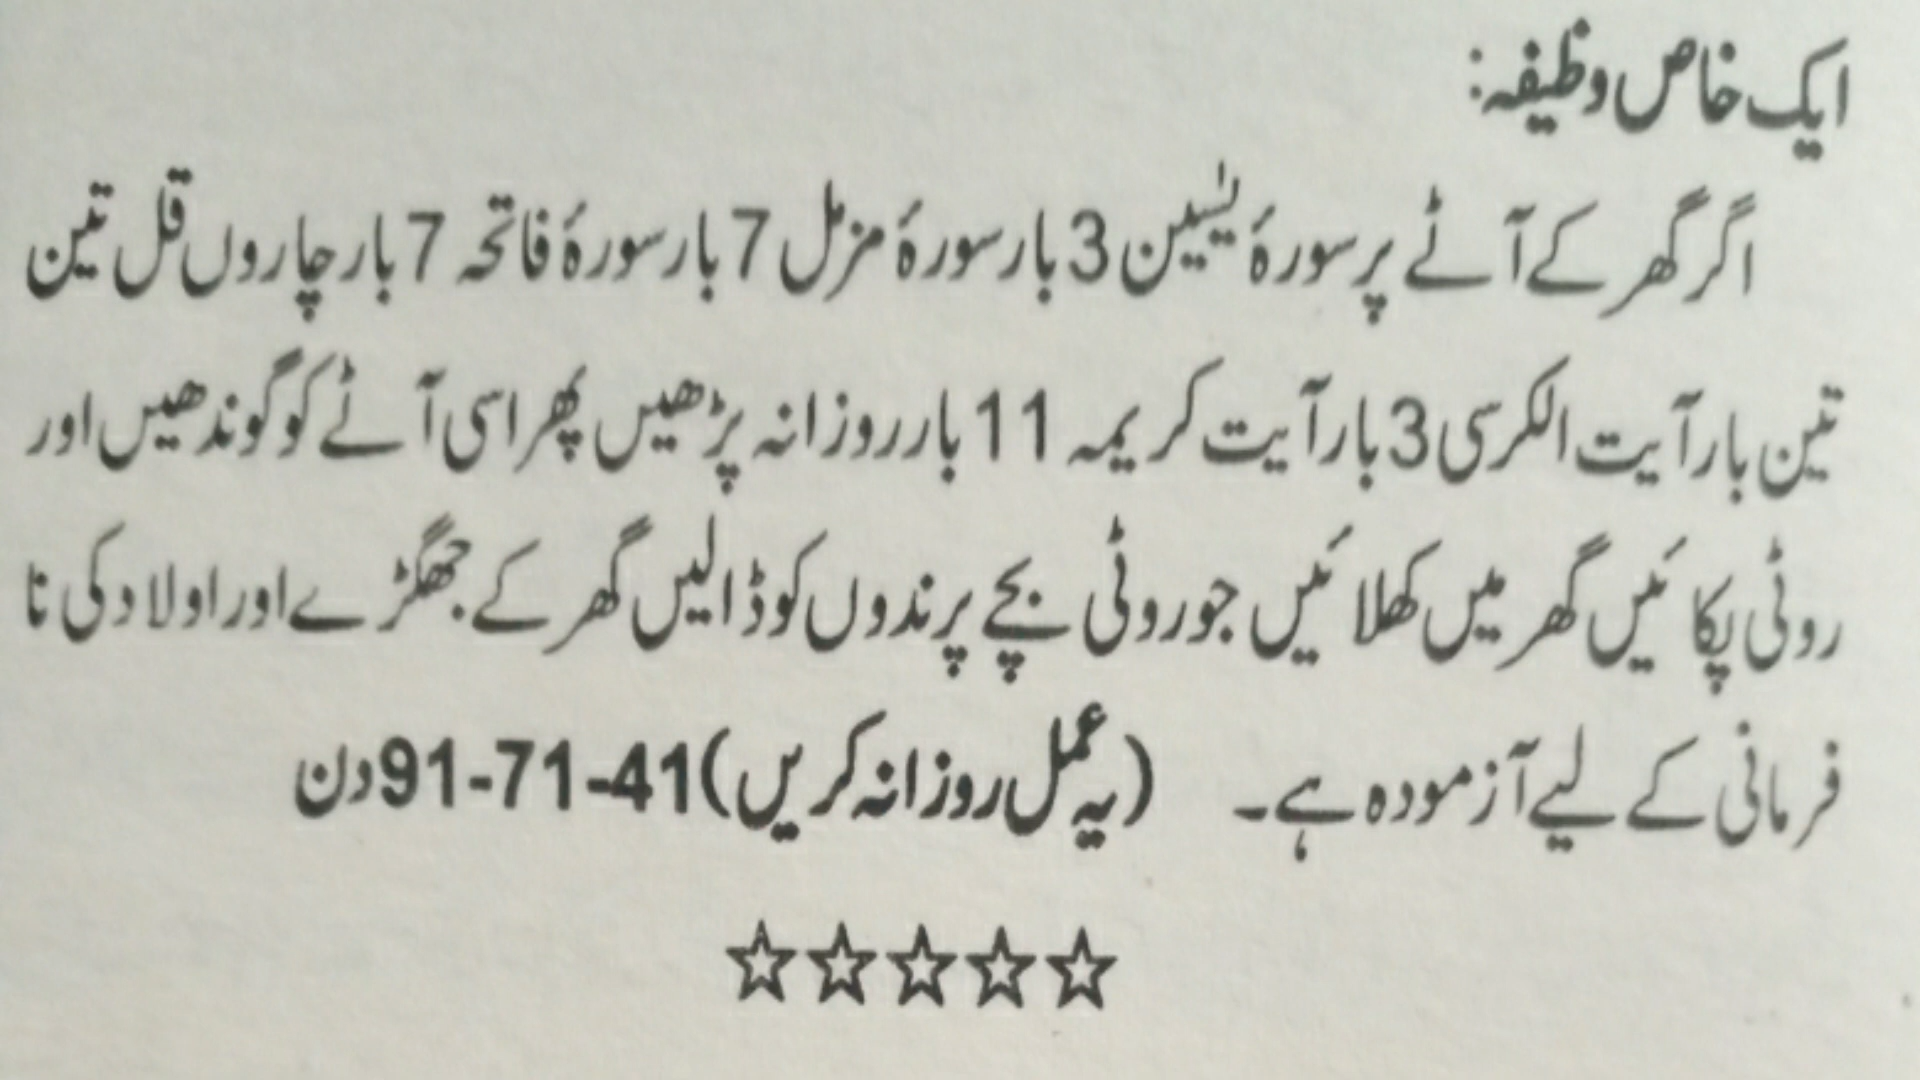 ایک خاص وظیفہ:
اگر گھر کے آٹے پر سورۂ یٰسیین 3 بار سورۂ مزمل 7 بار سورۂ فاتحہ 7 بار چاروں قل تین
تین بار آیت الکرسی 3 بار آیت کریمہ 11 بار روزانہ پڑھیں پھر اسی آٹے کو گوندھیں اور
روٹی پکائیں گھر میں کھلائیں جو روٹی بچے پرندوں کو ڈالیں گھر کے جھگڑے اور اولاد کی نا
فرمانی کے لیے آزمودہ ہے۔ (یہ عمل روزانہ کریں) 41-71-91 دن
☆☆☆☆☆